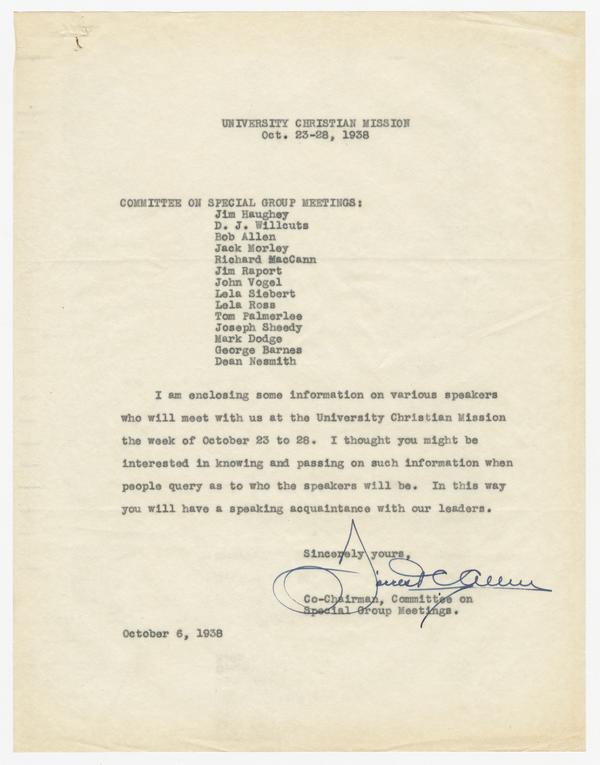 UNIVERSITY CHRISTIAN MISSION
Oct. 23-28, 1938
COMMITTEE ON SPECIAL GROUP MEETINGS:
Jim Haughey
D. J. Willcuts
Bob Allen
Jack Morley
Richard MacCann
Jim Raport
John Vogel
Lela Siebert
Lela Ross
Tom Palmerlee
Joseph Sheedy
Mark Dodge
George Barnes
Dean Nesmith
I am enclosing some information on various speakers
who will meet with us at the University Christian Mission
the week of October 23 to 28. I thought you might be
interested in knowing and passing on such information when
people query as to who the speakers will be. In this way
you will have a speaking acquaintance with our leaders.
Sincerely yours,
Forrest C. Allen
Co-Chairman, Committee on
Special Group Meetings.
October 6, 1938